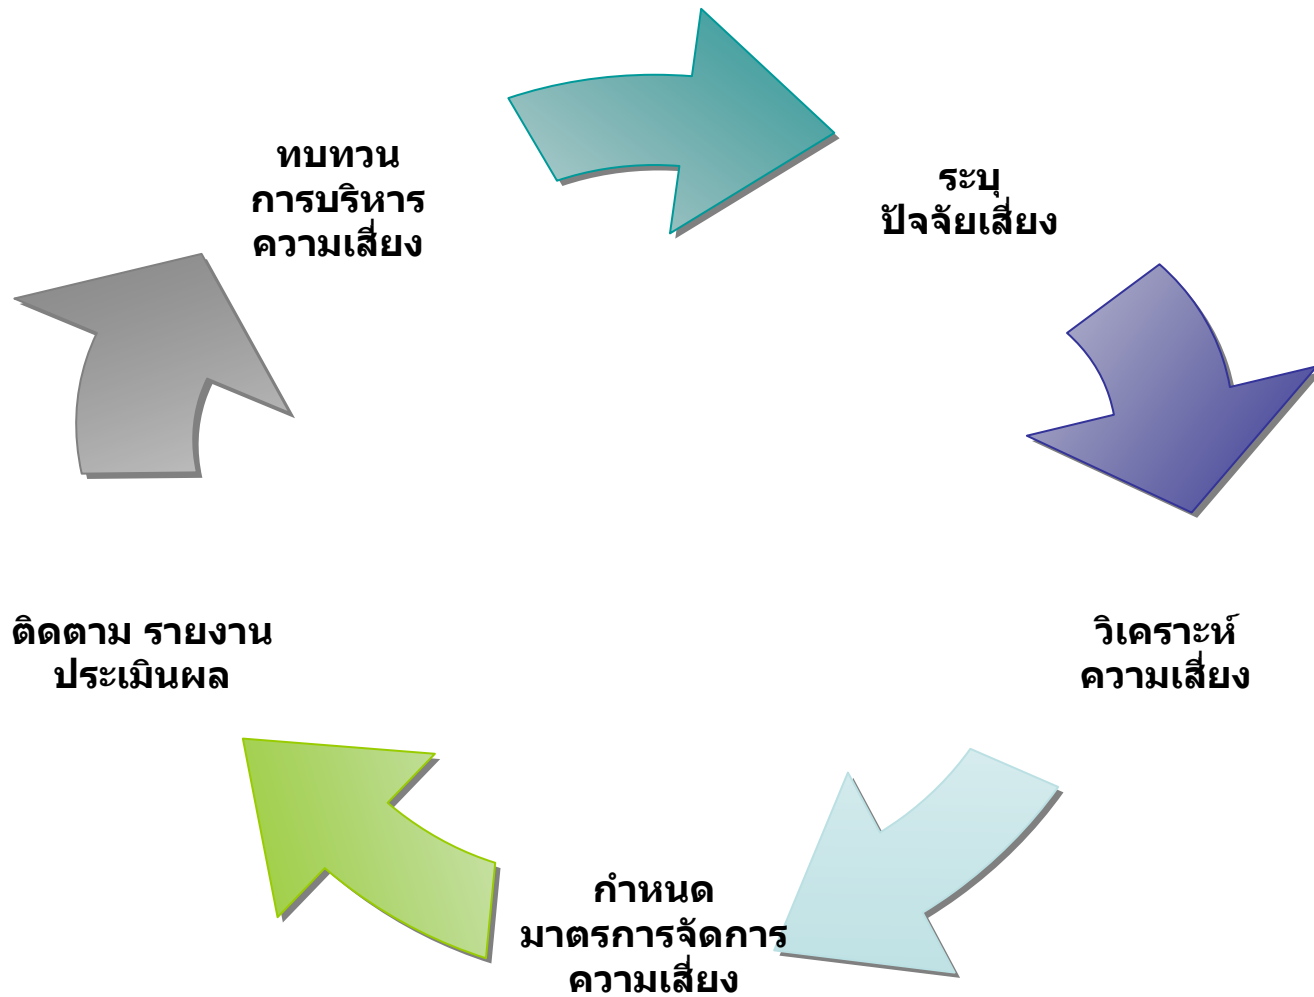 ทบทวน
การบริหาร
ความเสี่ยง
ระบุ
ปัจจัยเสี่ยง
วิเคราะห์
ความเสี่ยง
กำหนด
มาตรการจัดการ
ความเสี่ยง
ติดตาม รายงาน
ประเมินผล